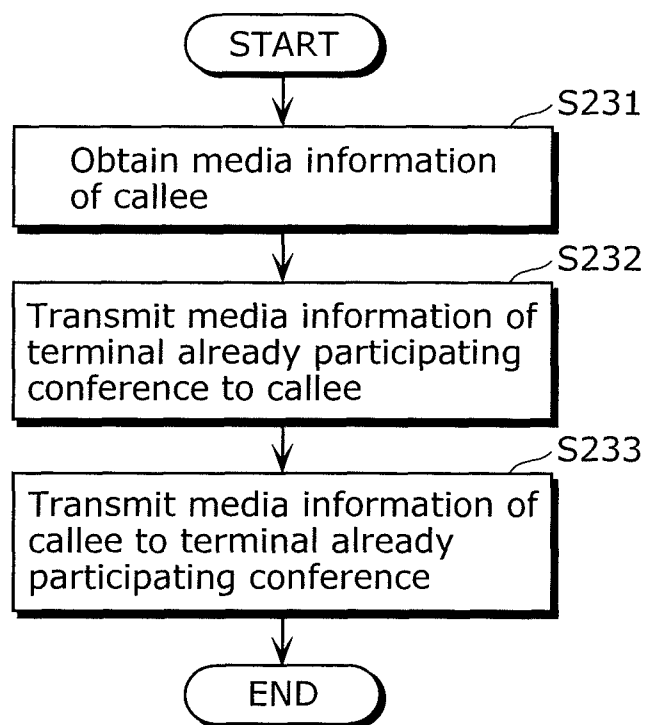 START
S231
Obtain media information
of callee
S232
Transmit media information of
terminal already participating
conference to callee
S233
Transmit media information of
callee to terminal already
participating conference
END